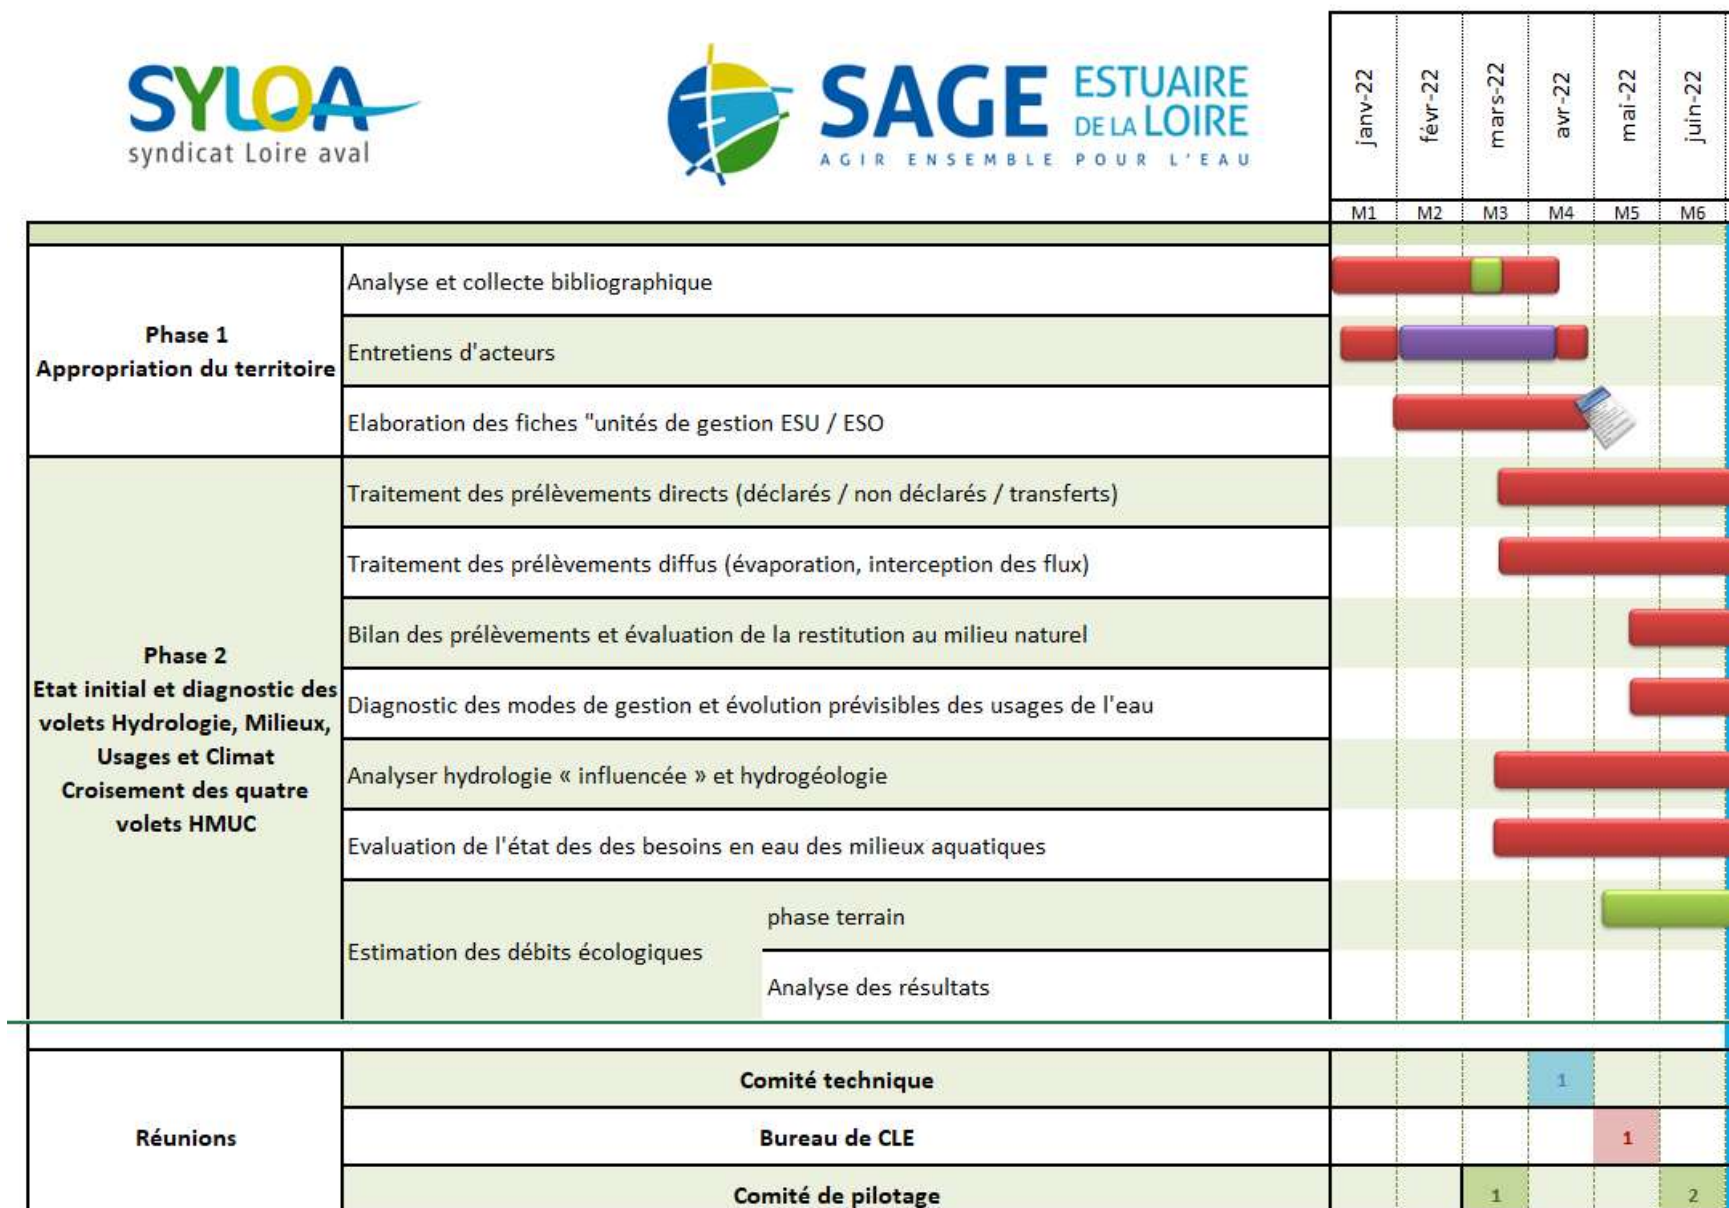 SYLOA
syndicat Loire aval
SAGE ESTUAIRE DE LA LOIRE
AGIR ENSEMBLE POUR L'EAU
janv-22 févr-22 mars-22 avr-22 mai-22 juin-22
M1 M2 M3 M4 M5 M6
Phase 1
Appropriation du territoire
Analyse et collecte bibliographique
Entretiens d'acteurs
Elaboration des fiches "unités de gestion ESU / ESO
Phase 2
Etat initial et diagnostic des
volets Hydrologie, Milieux,
Usages et Climat
Croisement des quatre
volets HMUC
Traitement des prélèvements directs (déclarés / non déclarés / transferts)
Traitement des prélèvements diffus (évaporation, interception des flux)
Bilan des prélèvements et évaluation de la restitution au milieu naturel
Diagnostic des modes de gestion et évolution prévisibles des usages de l'eau
Analyser hydrologie « influencée » et hydrogéologie
Evaluation de l'état des des besoins en eau des milieux aquatiques
Estimation des débits écologiques
phase terrain
Analyse des résultats
Réunions
Comité technique 1
Bureau de CLE 1
Comité de pilotage 1 2